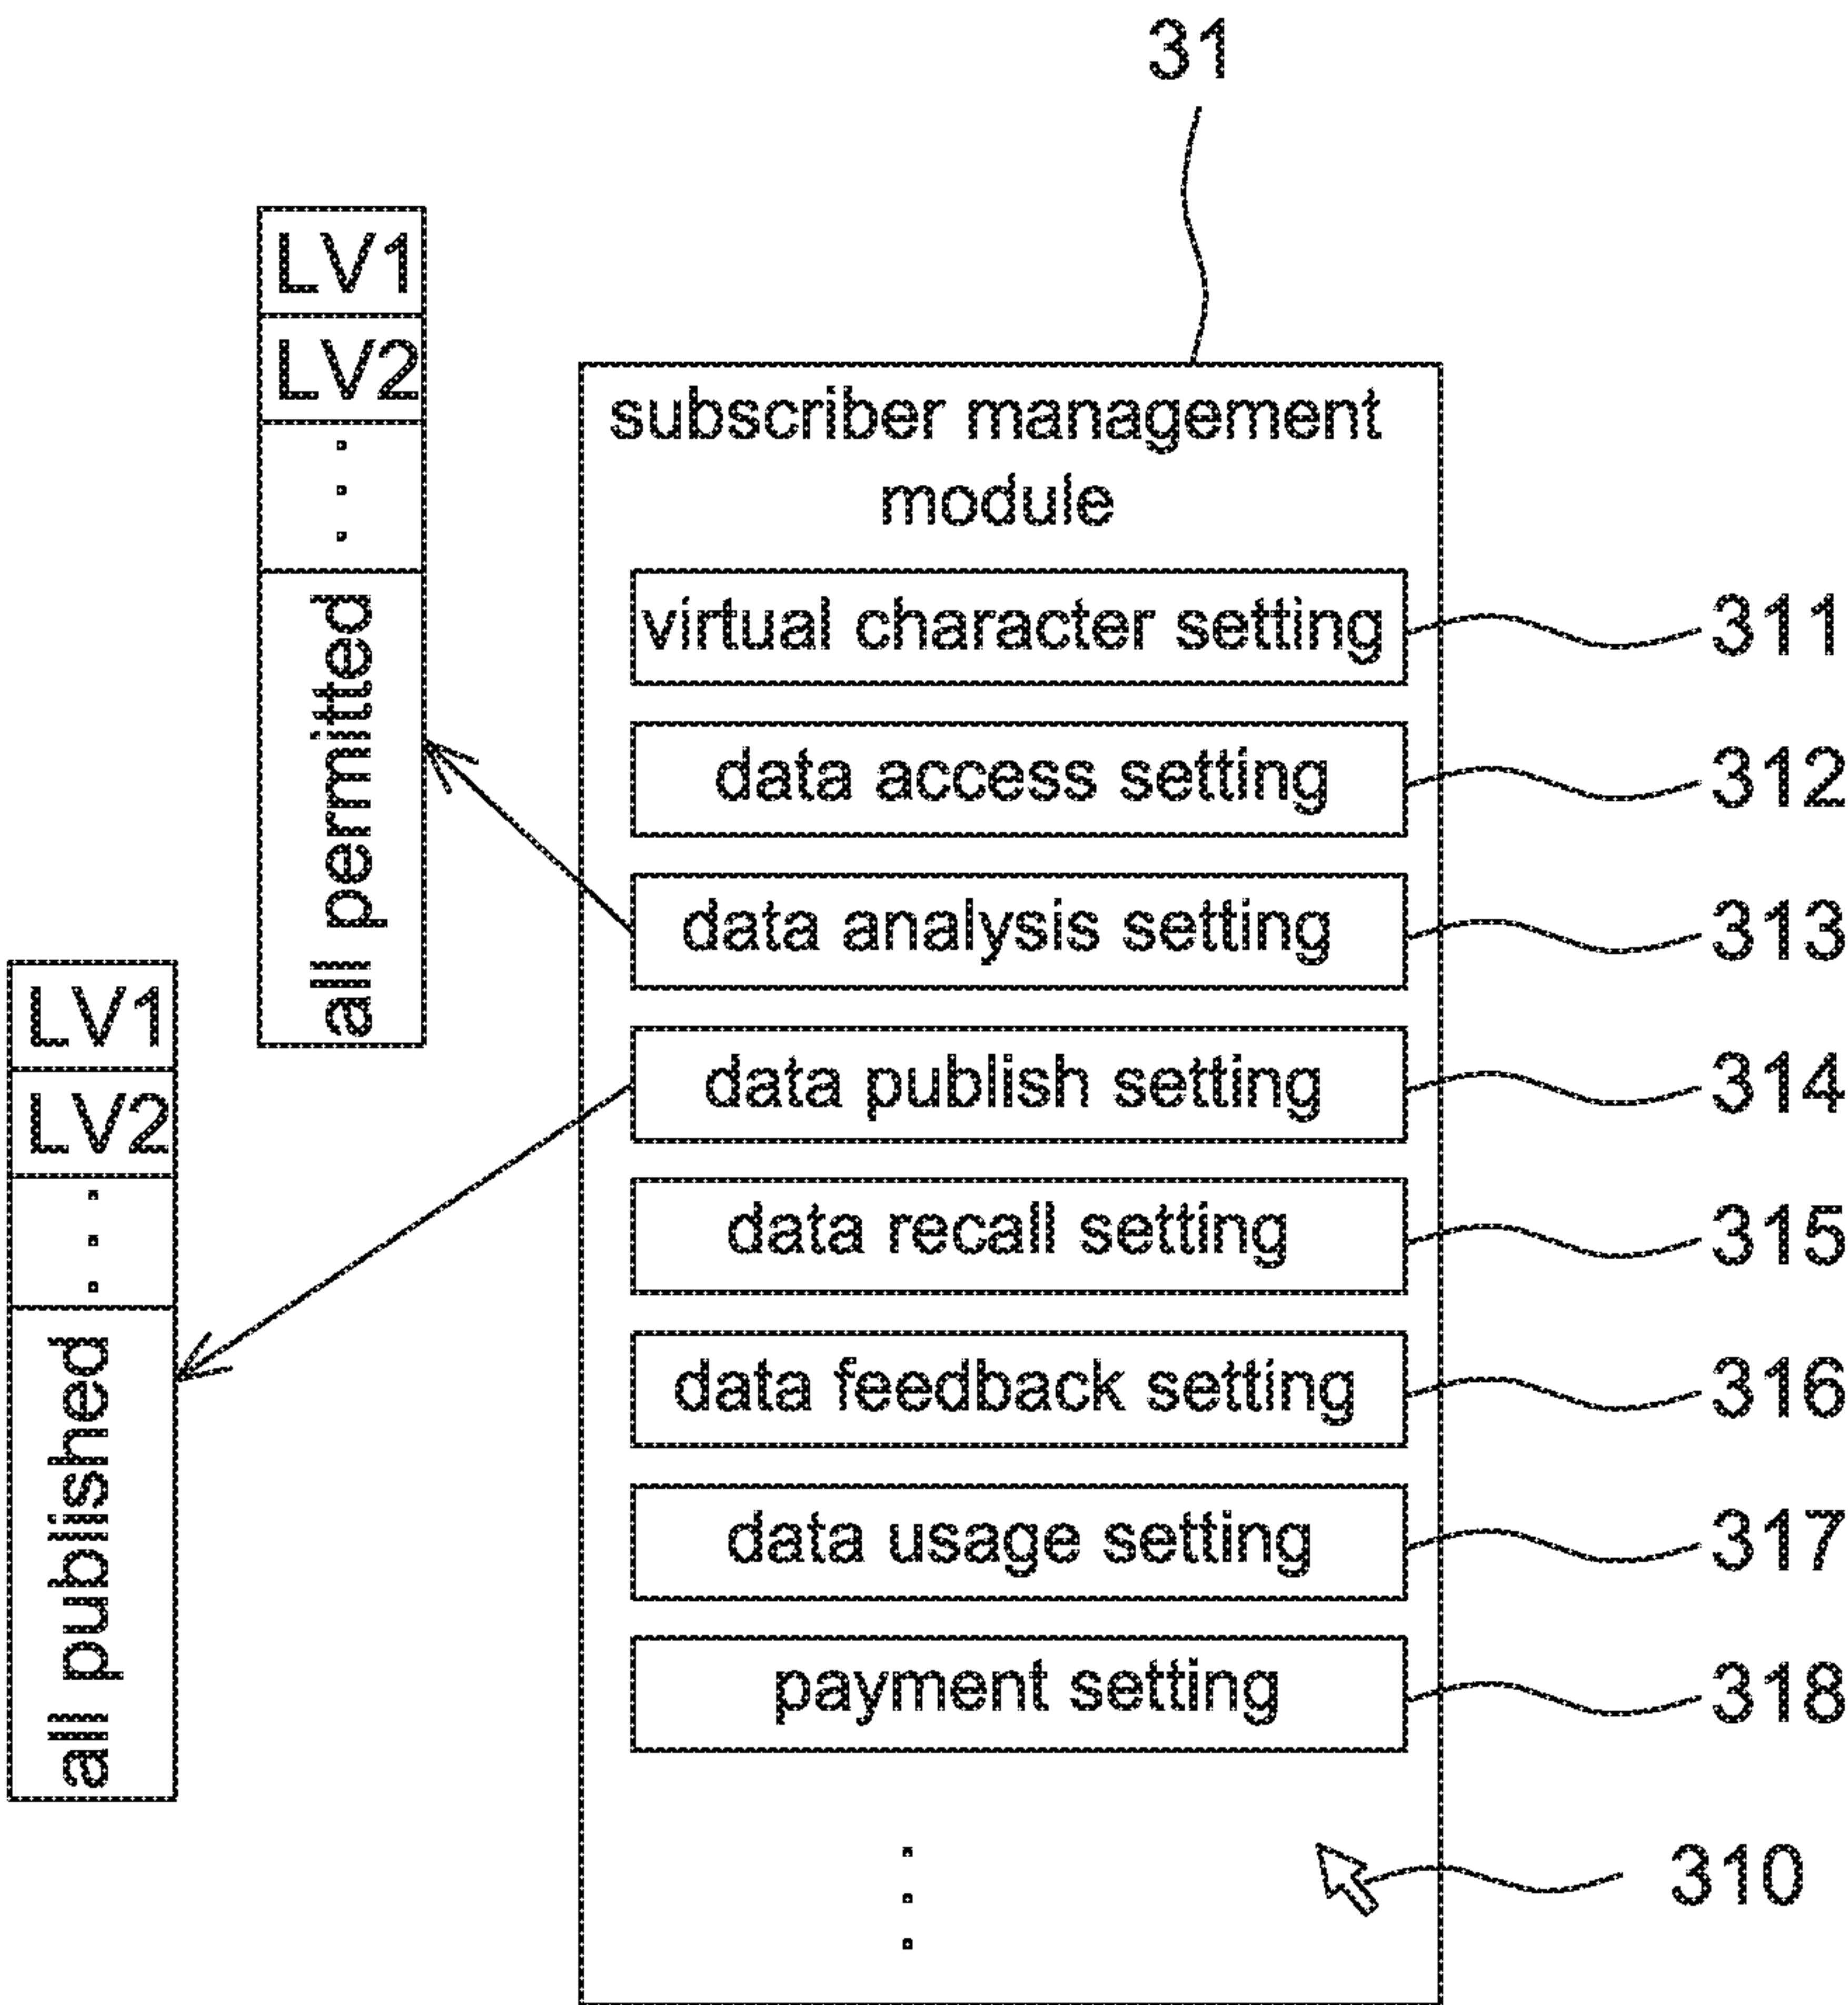 31
LV1
LV2
all permitted
LV1
LV2
all published
subscriber management
module
virtual character setting
311
data access setting
312
data analysis setting
313
data publish setting
314
data recall setting
315
data feedback setting
316
data usage setting
317
payment setting
318
310